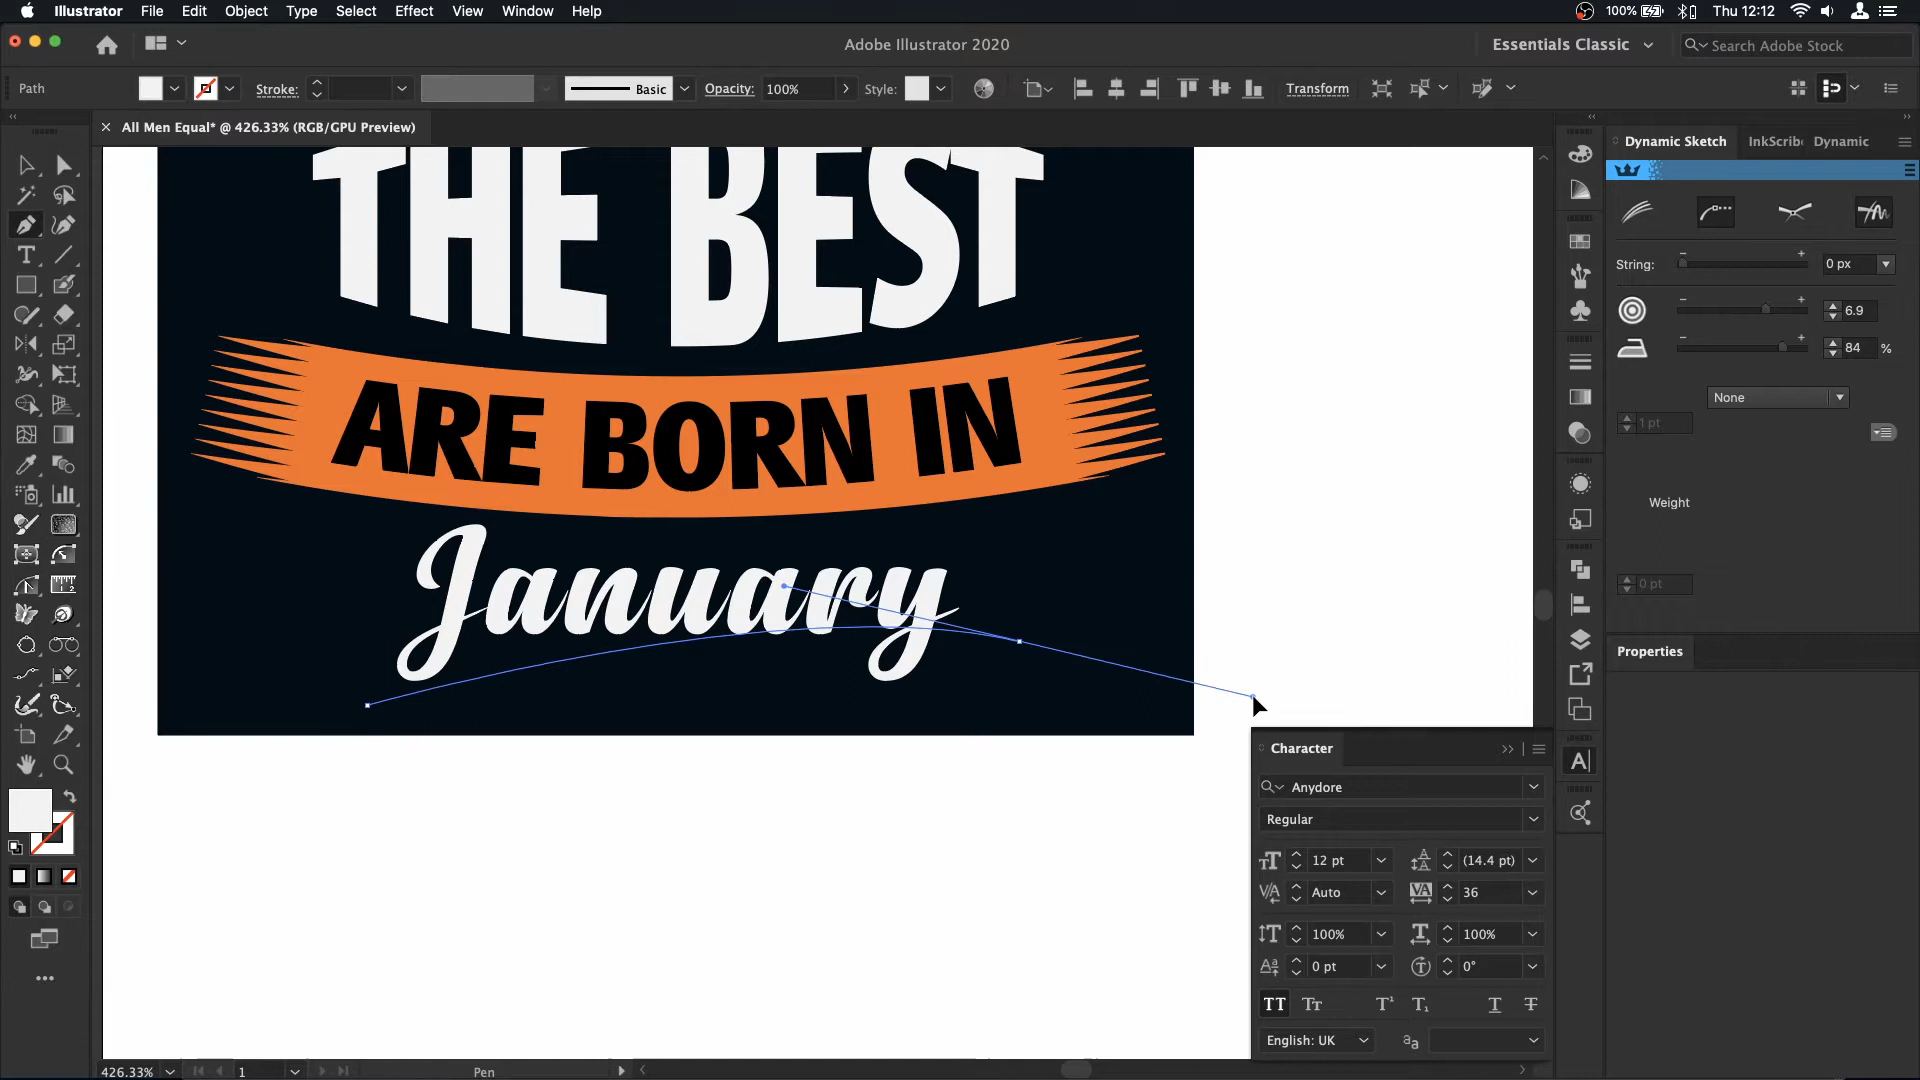 Illustrator File Edit Object Type Select Effect View Window Help
100% Thu 12:12
Adobe Illustrator 2020
Essentials Classic
Search Adobe Stock
Path
Stroke:
Basic
Opacity: 100%
Style:
Transform
All Men Equal* @ 426.33% (RGB/GPU Preview)
THE BEST
ARE BORN IN
January
Dynamic Sketch InkScribe Dynamic
String: 0 px
6.9
84 %
None
1 pt
Weight
0 pt
Properties
Character
Anydore
Regular
12 pt (14.4 pt)
Auto 36
100% 100%
0 pt 0°
English: UK
426.33% 1 Pen